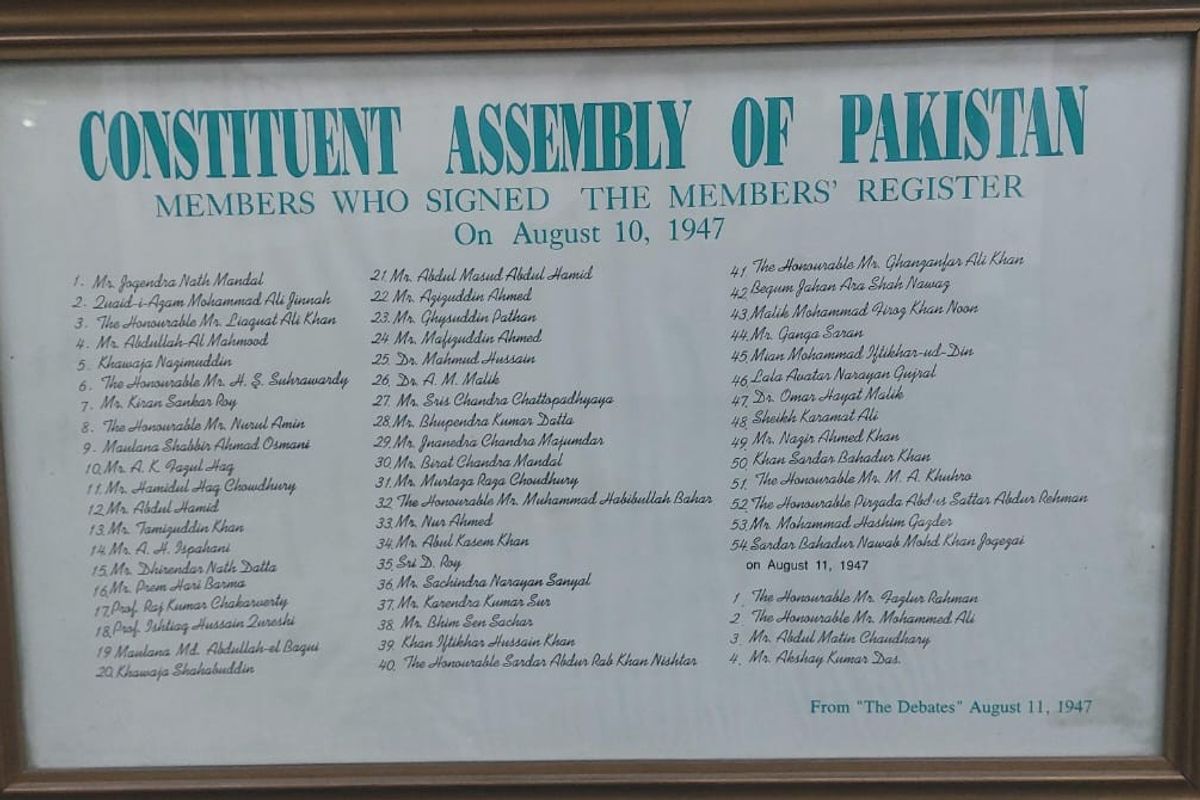 CONSTITUENT ASSEMBLY OF PAKISTAN
MEMBERS WHO SIGNED THE MEMBERS' REGISTER
On August 10, 1947
1. Mr. Jogendra Nath Mandal
2. Quaid-i-Azam Mohammad Ali Jinnah
3. The Honourable Mr. Liaquat Ali Khan
4. Mr. Abdullah-Al Mahmood
5. Khawaja Nazimuddin
6. The Honourable Mr. H. S. Suhrawardy
7. Mr. Kiran Sankar Roy
8. The Honourable Mr. Nurul Amin
9. Maulana Shabbir Ahmad Osmani
10. Mr. A. K. Fazul Haq
11. Mr. Hamidul Haq Chowdhury
12. Mr. Abdul Hamid
13. Mr. Tamizuddin Khan
14. Mr. A. H. Ispahani
15. Mr. Dhirendar Nath Datta
16. Mr. Prem Hari Barma
17. Prof. Raj Kumar Chakarverty
18. Prof. Ishtiaq Hussain Qureshi
19 Maulana Md. Abdullah-el Baqui
20. Khawaja Shahabuddin
21. Mr. Abdul Masud Abdul Hamid
22 Mr. Azizuddin Ahmed
23. Mr. Ghysuddin Pathan
24 Mr. Mafizuddin Ahmed
25. Dr. Mahmud Hussain
26. Dr. A. M. Malik
27. Mr. Sris Chandra Chattopadhyaya
28. Mr. Bhupendra Kumar Datta
29. Mr. Jnanedra Chandra Majumdar
30. Mr. Birat Chandra Mandal
31. Mr. Murtaza Raza Choudhury
32. The Honourable Mr. Muhammad Habibullah Bahar
33. Mr. Nur Ahmed
34. Mr. Abul Kasem Khan
35. Sri D. Roy
36. Mr. Sachindra Narayan Sanyal
37. Mr. Karendra Kumar Sur
38. Mr. Bhim Sen Sachar
39. Khan Iftikhar Hussain Khan
40. The Honourable Sardar Abdur Rab Khan Nishtar
41. The Honourable Mr. Ghanzanfar Ali Khan
42. Begum Jahan Ara Shah Nawaz
43. Malik Mohammad Firoz Khan Noon
44. Mr. Ganga Saran
45. Mian Mohammad Iftikhar-ud-Din
46. Lala Avatar Narayan Gujral
47. Dr. Omar Hayat Malik
48. Sheikh Karamat Ali
49. Mr. Nazir Ahmed Khan
50. Khan Sardar Bahadur Khan
51. The Honourable Mr. M. A. Khuhro
52. The Honourable Pirzada Sattar Abdur Rehman
53. Mr. Mohammad Hashim Gazder
54. Sardar Bahadur Nawab Mohd Khan Jogezai
on August 11, 1947
1. The Honourable Mr. Fazlur Rahman
2. The Honourable Mr. Mohammed Ali
3. Mr. Abdul Matin Chaudhary
4. Mr. Akshay Kumar Das.
From "The Debates" August 11, 1947